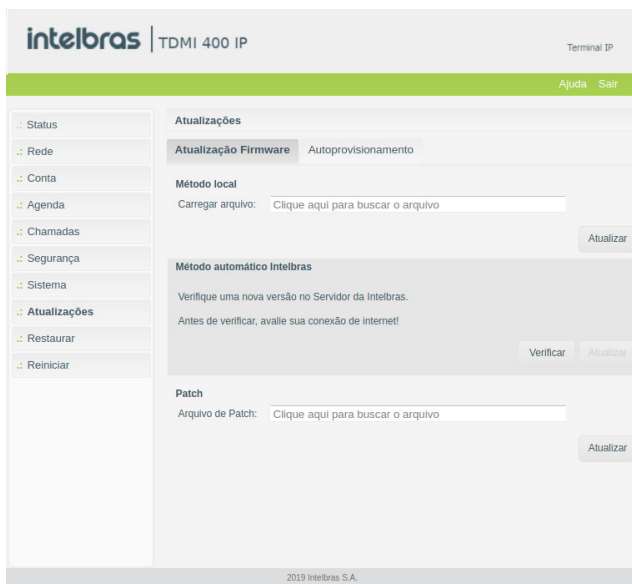 intelbras TDMI 400 IP
Terminal IP
Ajuda Sair
.: Status
.: Rede
.: Conta
.: Agenda
.: Chamadas
.: Segurança
.: Sistema
.: Atualizações
.: Restaurar
.: Reiniciar
Atualizações
Atualização Firmware Autoprovisionamento
Método local
Carregar arquivo: Clique aqui para buscar o arquivo
Atualizar
Método automático Intelbras
Verifique uma nova versão no Servidor da Intelbras.
Antes de verificar, avalie sua conexão de internet!
Verificar Atualizar
Patch
Arquivo de Patch: Clique aqui para buscar o arquivo
Atualizar
2019 Intelbras S.A.